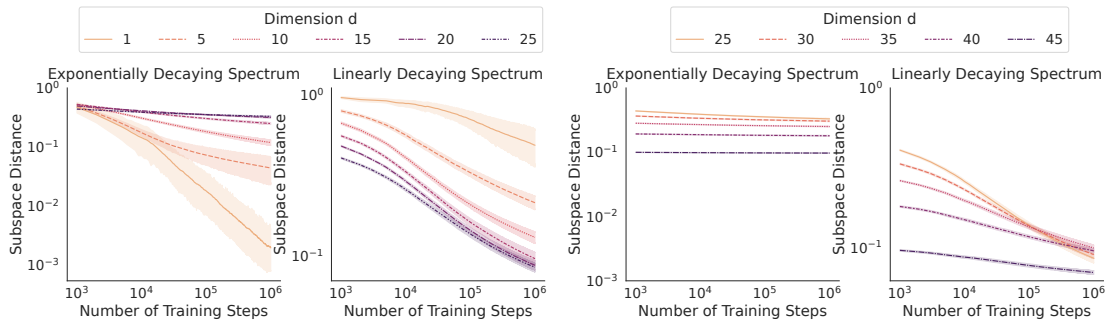 Dimension d
1 5 10 15 20 25
Exponentially Decaying Spectrum
Subspace Distance
10^0
10^-1
10^-2
10^-3
10^3 10^4 10^5 10^6
Number of Training Steps
Linearly Decaying Spectrum
Subspace Distance
10^0
10^-1
10^3 10^4 10^5 10^6
Number of Training Steps
Dimension d
25 30 35 40 45
Exponentially Decaying Spectrum
Subspace Distance
10^0
10^-1
10^-2
10^-3
10^3 10^4 10^5 10^6
Number of Training Steps
Linearly Decaying Spectrum
Subspace Distance
10^-1
10^3 10^4 10^5 10^6
Number of Training Steps